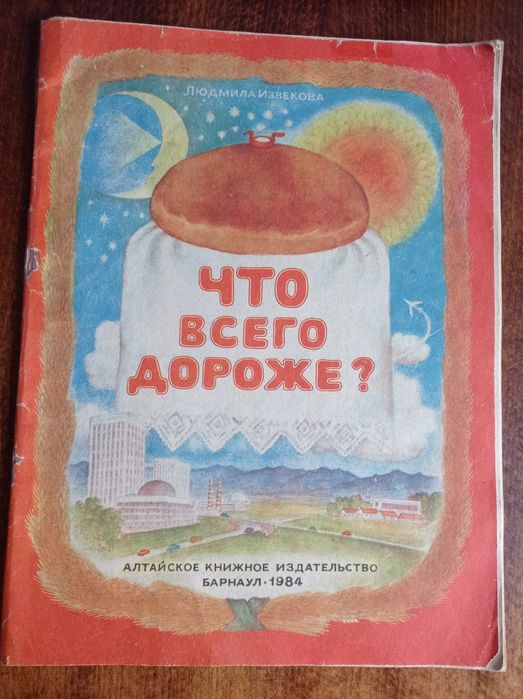 ЛЮДМИЛА ИЗВЕКОВА
ЧТО
ВСЕГО
ДОРОЖЕ?
АЛТАЙСКОЕ КНИЖНОЕ ИЗДАТЕЛЬСТВО
БАРНАУЛ · 1984